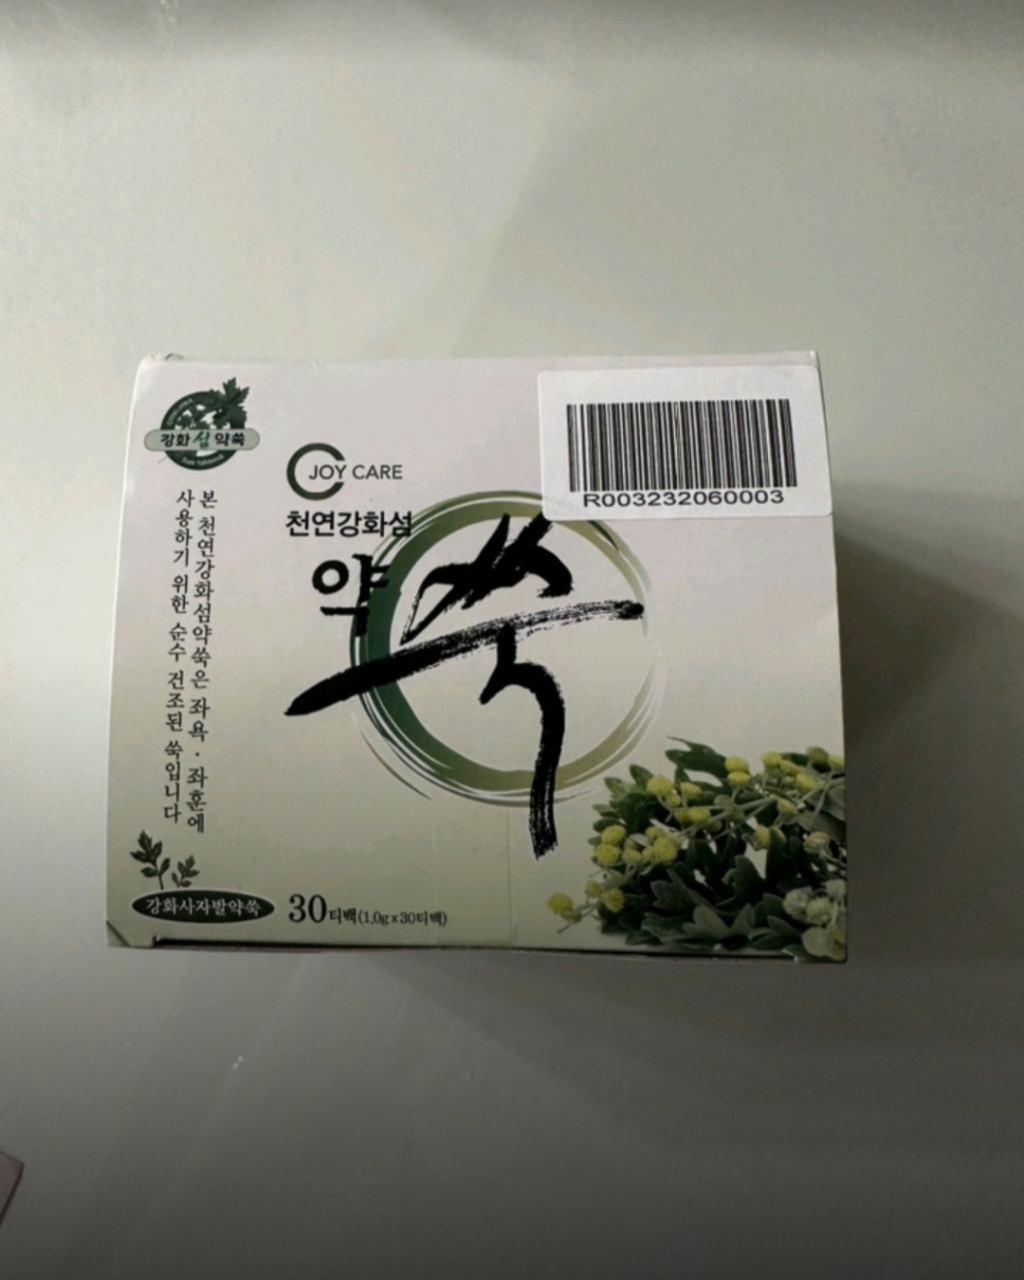 강화섬약쑥
JOY CARE
천연강화섬
약쑥
본 천연강화섬약쑥은 좌욕·좌훈에
사용하기 위한 순수 건조된 쑥입니다
강화사자발약쑥
30티백(1.0g x 30티백)
R003232060003